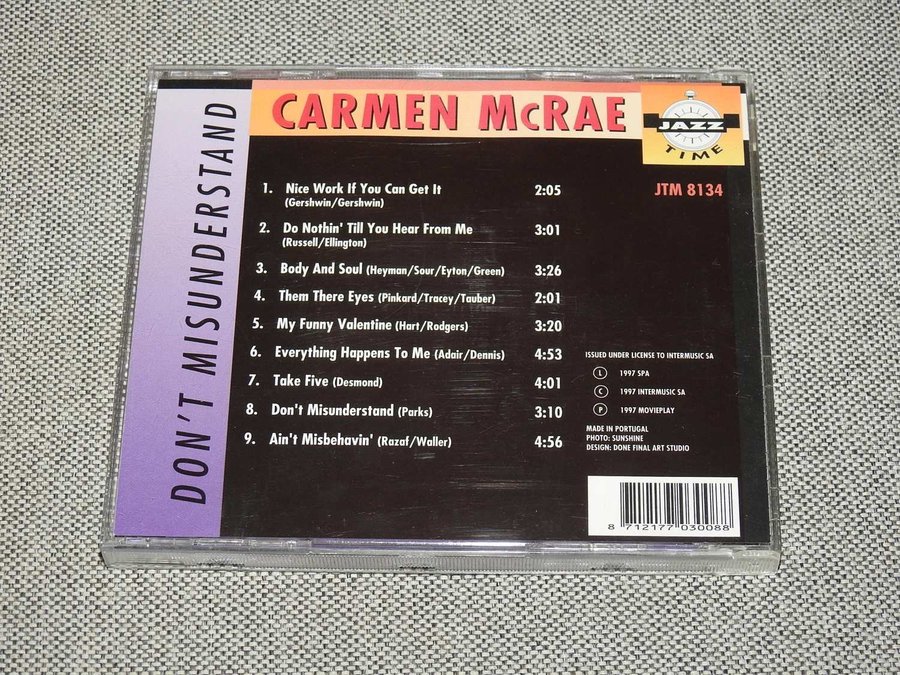 DON'T MISUNDERSTAND
CARMEN McRAE
JAZZ
TIME
JTM 8134
1. Nice Work If You Can Get It 2:05
(Gershwin/Gershwin)
2. Do Nothin' Till You Hear From Me 3:01
(Russell/Ellington)
3. Body And Soul (Heyman/Sour/Eyton/Green) 3:26
4. Them There Eyes (Pinkard/Tracey/Tauber) 2:01
5. My Funny Valentine (Hart/Rodgers) 3:20
6. Everything Happens To Me (Adair/Dennis) 4:53
7. Take Five (Desmond) 4:01
8. Don't Misunderstand (Parks) 3:10
9. Ain't Misbehavin' (Razaf/Waller) 4:56
ISSUED UNDER LICENSE TO INTERMUSIC SA
Ⓛ 1997 SPA
Ⓒ 1997 INTERMUSIC SA
Ⓟ 1997 MOVIEPLAY
MADE IN PORTUGAL
PHOTO: SUNSHINE
DESIGN: DONE FINAL ART STUDIO
8 712177 030088